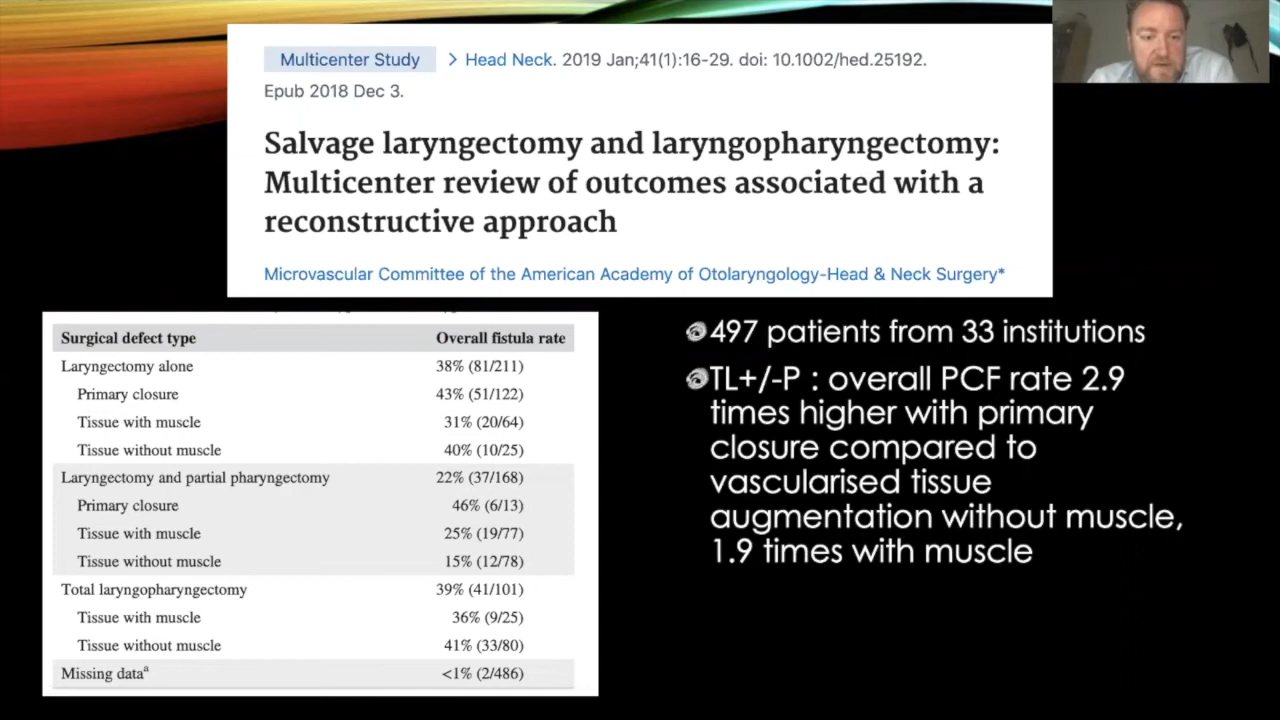 Multicenter Study > Head Neck. 2019 Jan;41(1):16-29. doi: 10.1002/hed.25192.
Epub 2018 Dec 3.
Salvage laryngectomy and laryngopharyngectomy:
Multicenter review of outcomes associated with a
reconstructive approach
Microvascular Committee of the American Academy of Otolaryngology-Head & Neck Surgery*
Surgical defect type Overall fistula rate
Laryngectomy alone 38% (81/211)
Primary closure 43% (51/122)
Tissue with muscle 31% (20/64)
Tissue without muscle 40% (10/25)
Laryngectomy and partial pharyngectomy 22% (37/168)
Primary closure 46% (6/13)
Tissue with muscle 25% (19/77)
Tissue without muscle 15% (12/78)
Total laryngopharyngectomy 39% (41/101)
Tissue with muscle 36% (9/25)
Tissue without muscle 41% (33/80)
Missing dataᵃ <1% (2/486)
497 patients from 33 institutions
TL+/-P : overall PCF rate 2.9
times higher with primary
closure compared to
vascularised tissue
augmentation without muscle,
1.9 times with muscle